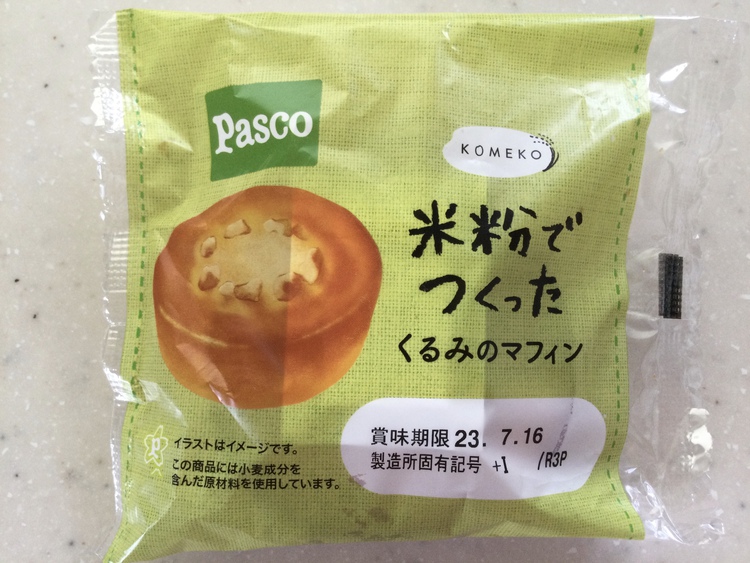 Pasco
KOMEKO
米粉で
つくった
くるみのマフィン
賞味期限 23. 7.16
製造所固有記号 +I /R3P
イラストはイメージです。
この商品には小麦成分を
含んだ原材料を使用しています。